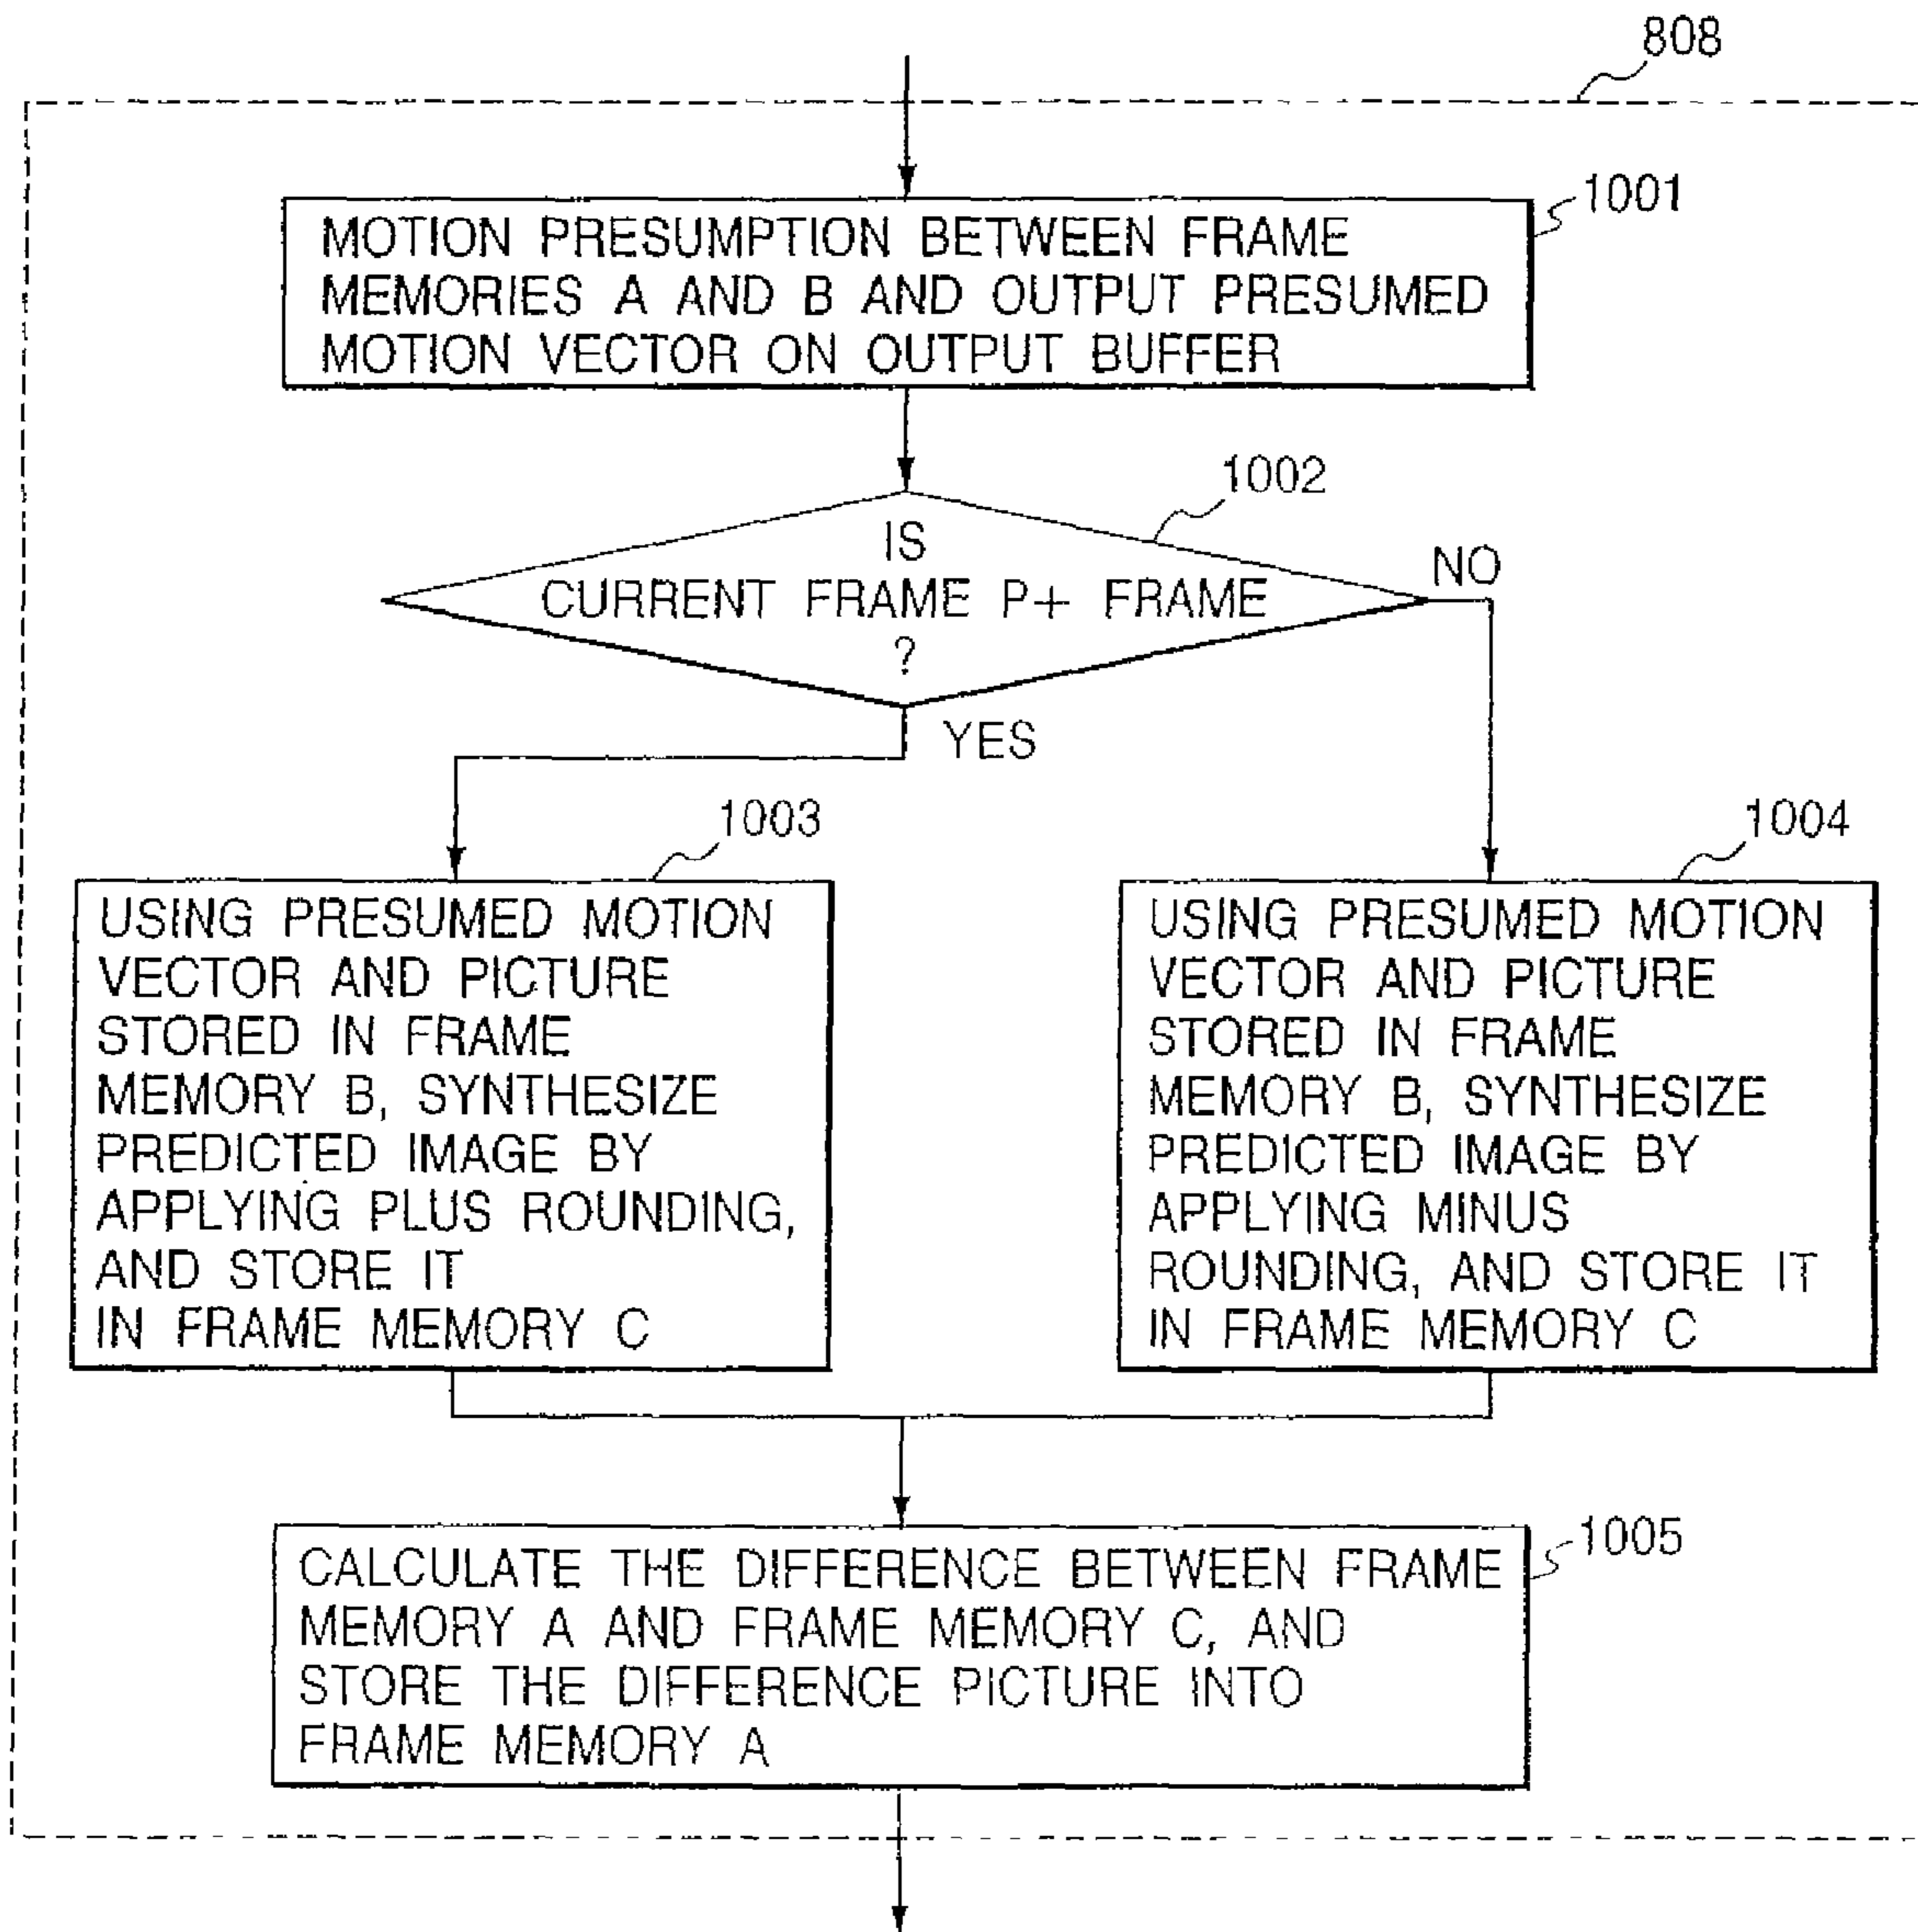 808
1001
MOTION PRESUMPTION BETWEEN FRAME
MEMORIES A AND B AND OUTPUT PRESUMED
MOTION VECTOR ON OUTPUT BUFFER
1002
IS
CURRENT FRAME P+ FRAME
?
NO
YES
1003
USING PRESUMED MOTION
VECTOR AND PICTURE
STORED IN FRAME
MEMORY B, SYNTHESIZE
PREDICTED IMAGE BY
APPLYING PLUS ROUNDING,
AND STORE IT
IN FRAME MEMORY C
1004
USING PRESUMED MOTION
VECTOR AND PICTURE
STORED IN FRAME
MEMORY B, SYNTHESIZE
PREDICTED IMAGE BY
APPLYING MINUS
ROUNDING, AND STORE IT
IN FRAME MEMORY C
1005
CALCULATE THE DIFFERENCE BETWEEN FRAME
MEMORY A AND FRAME MEMORY C, AND
STORE THE DIFFERENCE PICTURE INTO
FRAME MEMORY A